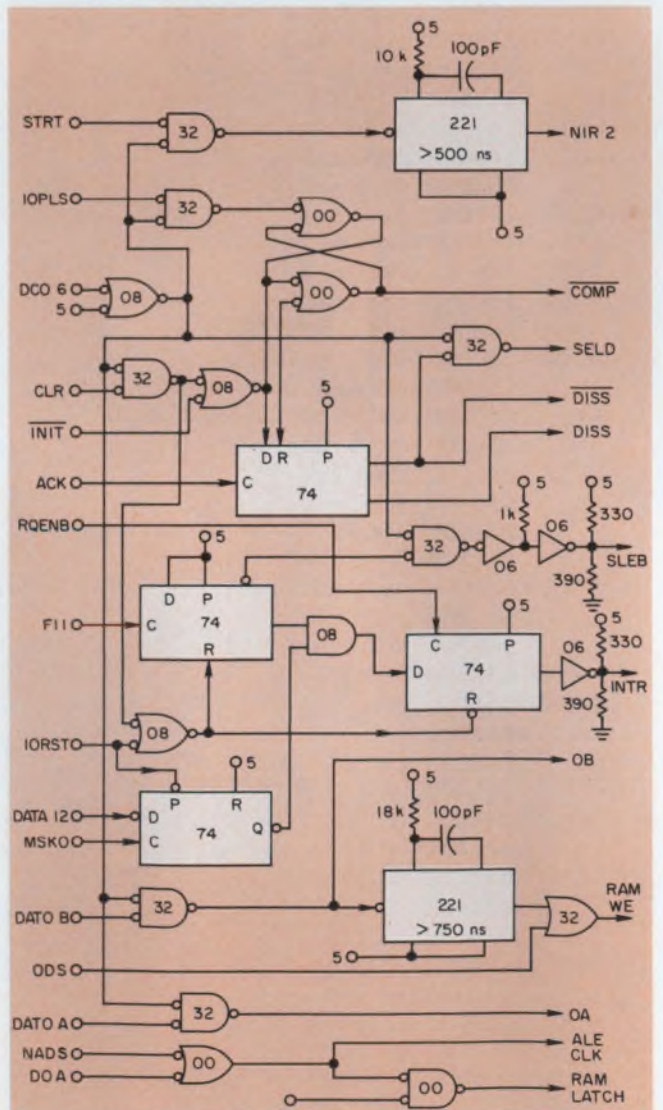 5
10 k
100pF
STRT
32
221
>500 ns
NIR 2
IOPLS
32
00
5
DCO 6
5
08
00
COMP
32
SELD
CLR
32
08
INIT
5
DISS
DISS
D R P
ACK
C
74
5
5
RQENB
1k
330
32
06
06
SLEB
5
390
D P
5
F11
C
74
08
C P
06
330
R
D
74
INTR
R
390
IORST
08
5
P R
5
OB
DATA 12
D
74
Q
18k
100pF
MSKO
C
RAM
WE
DATO B
32
221
>750 ns
32
5
ODS
DATO A
32
OA
NADS
00
ALE
CLK
DO A
00
RAM
LATCH